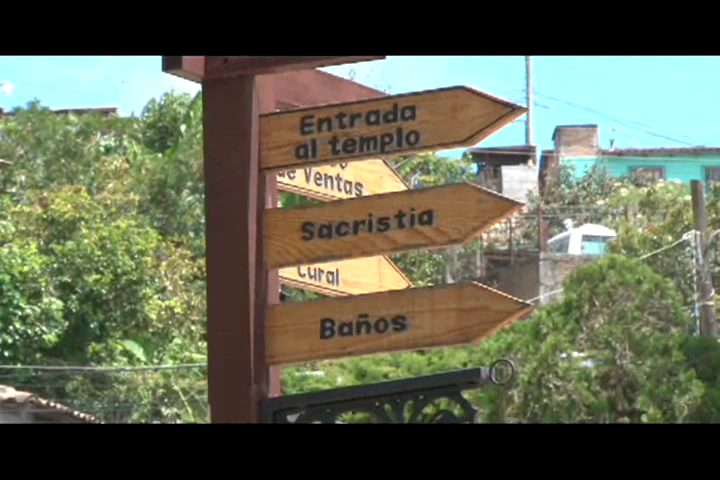 Entrada
al templo
de Ventas
Sacristia
Cural
Baños